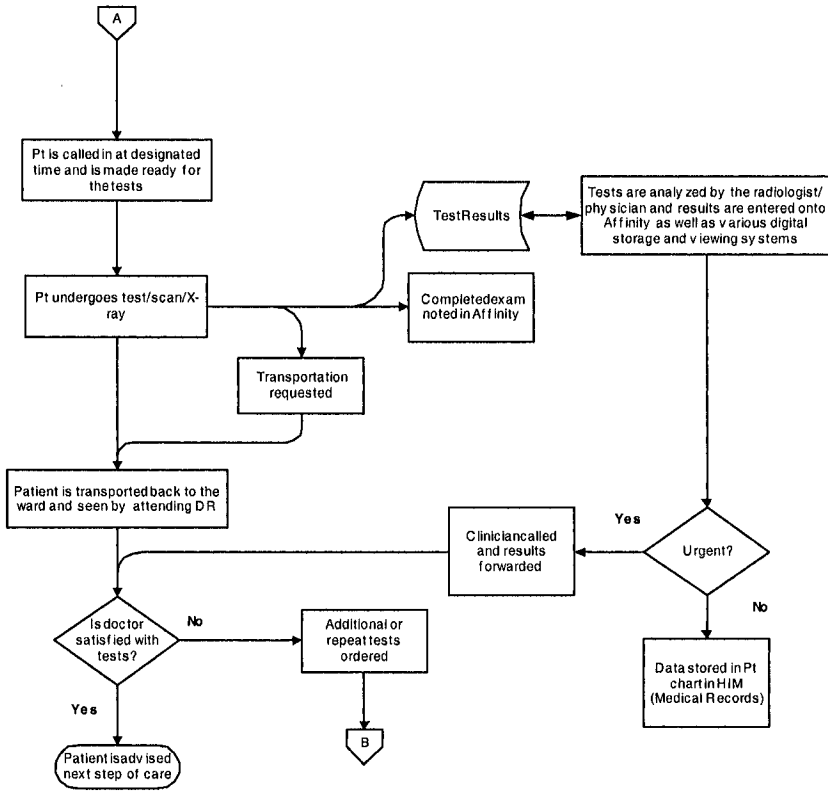 A
Pt is called in at designated
time and is made ready for
the tests
TestResults
Tests are analyzed by the radiologist/
physician and results are entered onto
Affinity as well as various digital
storage and viewing systems
Pt undergoes test/scan/X-
ray
Completedexam
noted in Affinity
Transportation
requested
Patient is transported back to the
ward and seen by attending DR
Cliniciancalled
and results
forwarded
Yes
Urgent?
No
Is doctor
satisfied with
tests?
No
Additional or
repeat tests
ordered
Data stored in Pt
chart in HIM
(Medical Records)
Yes
B
Patientisadvised
next step of care